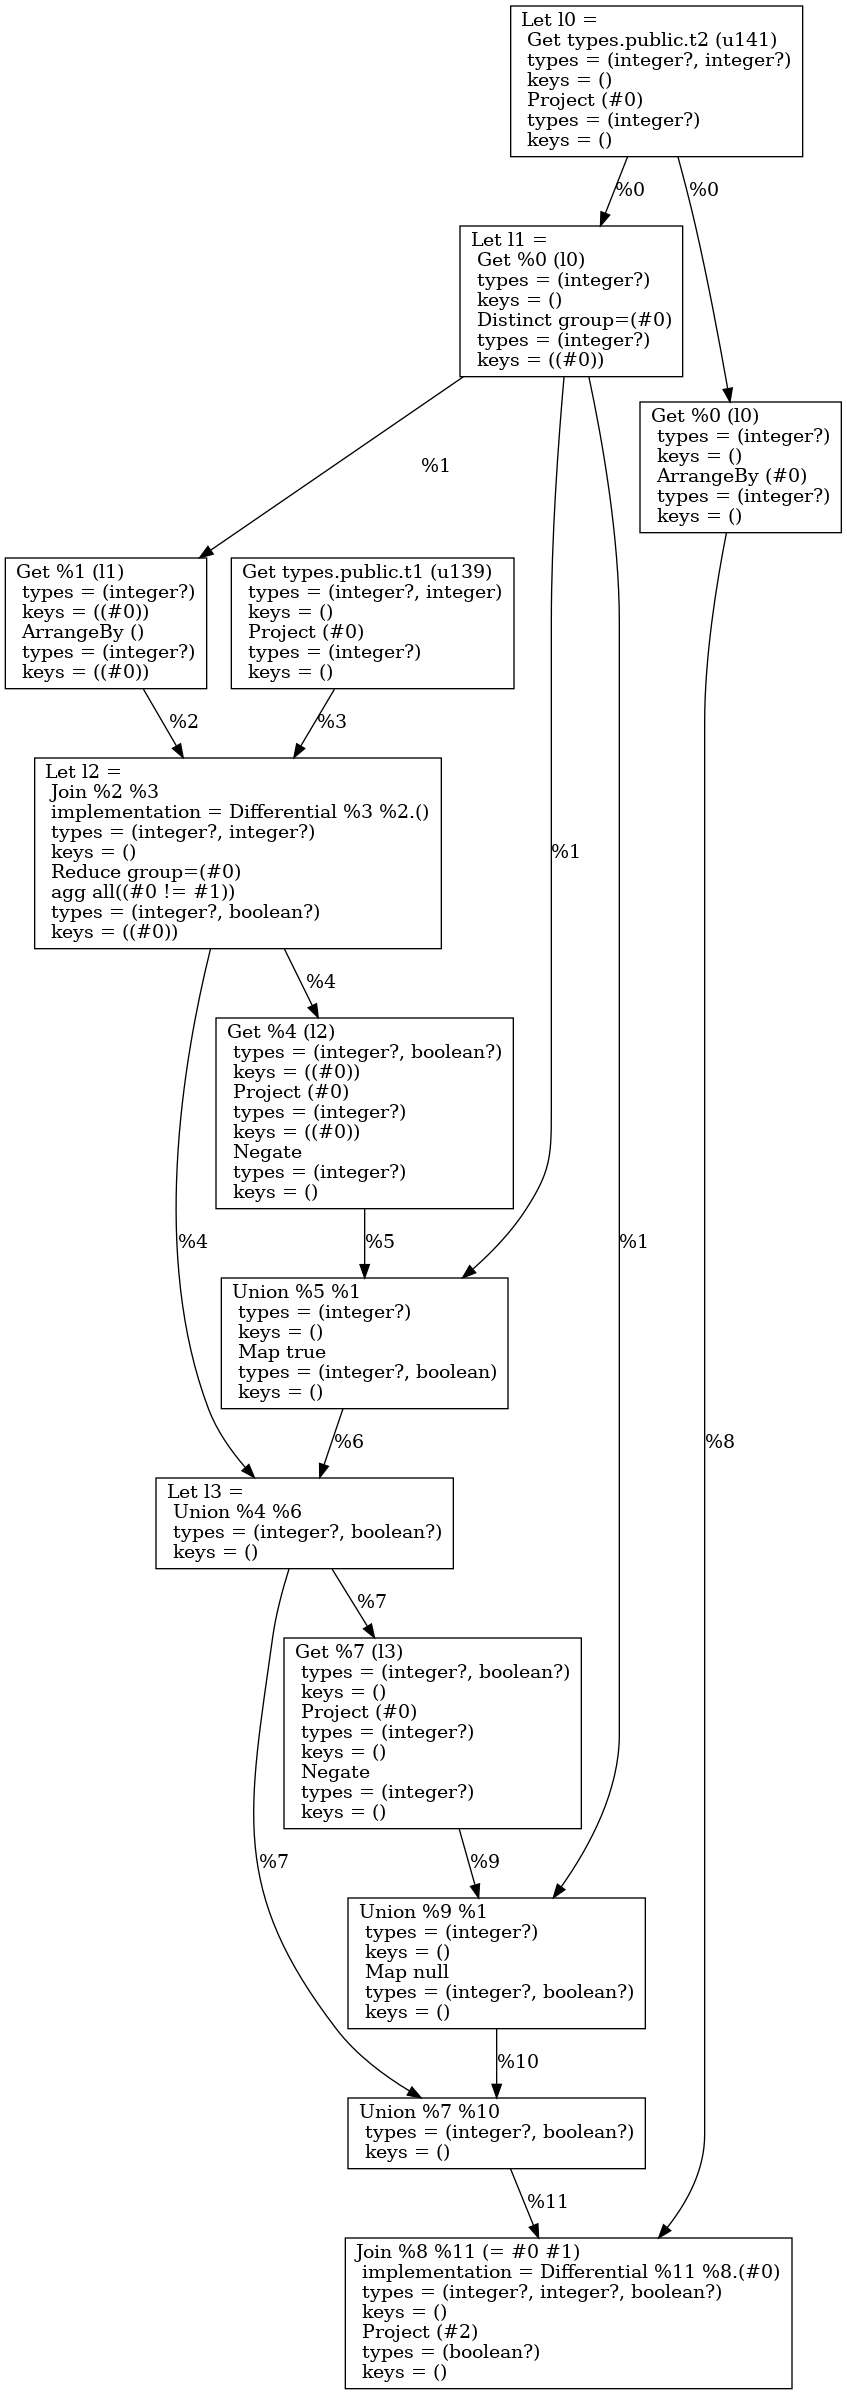 Let l0 =
Get types.public.t2 (u141)
types = (integer?, integer?)
keys = ()
Project (#0)
types = (integer?)
keys = ()
%0
%0
Let l1 =
Get %0 (l0)
types = (integer?)
keys = ()
Distinct group=(#0)
types = (integer?)
keys = ((#0))
Get %0 (l0)
types = (integer?)
keys = ()
ArrangeBy (#0)
types = (integer?)
keys = ()
%1
Get %1 (l1)
types = (integer?)
keys = ((#0))
ArrangeBy ()
types = (integer?)
keys = ((#0))
Get types.public.t1 (u139)
types = (integer?, integer)
keys = ()
Project (#0)
types = (integer?)
keys = ()
%2
%3
Let l2 =
Join %2 %3
implementation = Differential %3 %2.()
types = (integer?, integer?)
keys = ()
Reduce group=(#0)
agg all((#0 != #1))
types = (integer?, boolean?)
keys = ((#0))
%1
%4
Get %4 (l2)
types = (integer?, boolean?)
keys = ((#0))
Project (#0)
types = (integer?)
keys = ((#0))
Negate
types = (integer?)
keys = ()
%4
%5
%1
Union %5 %1
types = (integer?)
keys = ()
Map true
types = (integer?, boolean)
keys = ()
%6
%8
Let l3 =
Union %4 %6
types = (integer?, boolean?)
keys = ()
%7
Get %7 (l3)
types = (integer?, boolean?)
keys = ()
Project (#0)
types = (integer?)
keys = ()
Negate
types = (integer?)
keys = ()
%7
%9
Union %9 %1
types = (integer?)
keys = ()
Map null
types = (integer?, boolean?)
keys = ()
%10
Union %7 %10
types = (integer?, boolean?)
keys = ()
%11
Join %8 %11 (= #0 #1)
implementation = Differential %11 %8.(#0)
types = (integer?, integer?, boolean?)
keys = ()
Project (#2)
types = (boolean?)
keys = ()